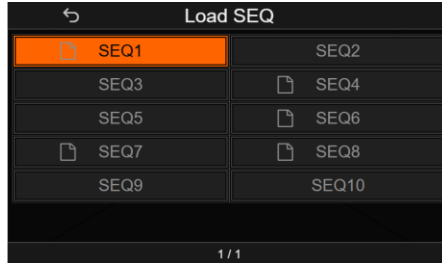 Load SEQ
SEQ1 SEQ2
SEQ3 SEQ4
SEQ5 SEQ6
SEQ7 SEQ8
SEQ9 SEQ10
1 / 1